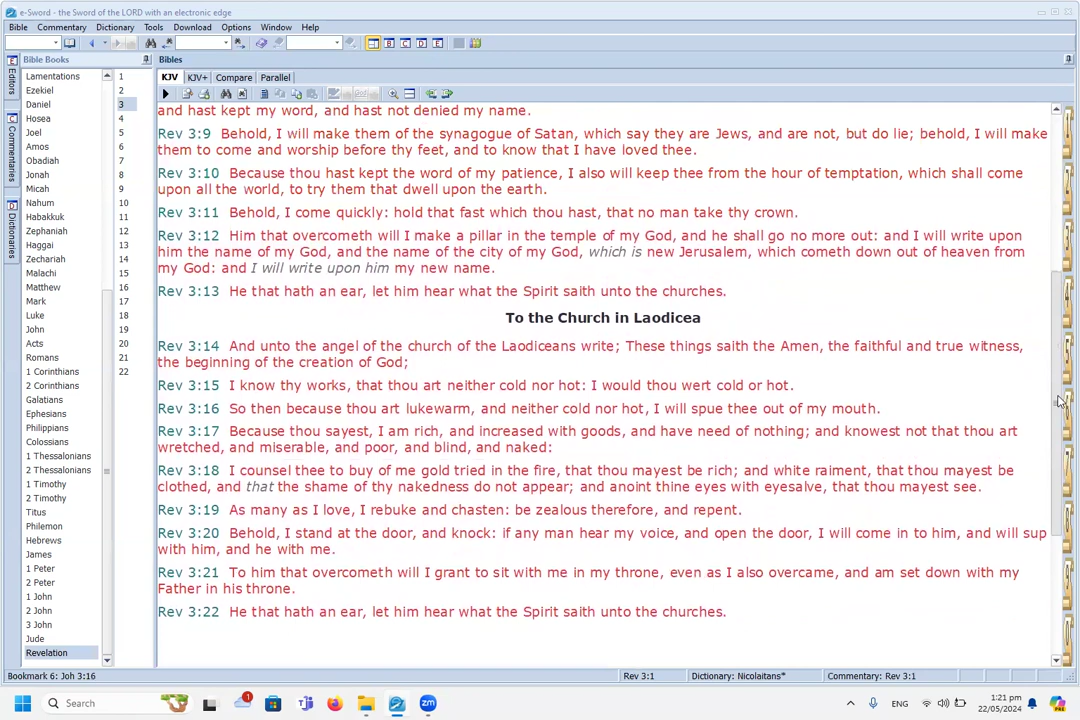 e-Sword - the Sword of the LORD with an electronic edge
Bible Commentary Dictionary Tools Download Options Window Help
B C D E
Bible Books
Bibles
Editors
Commentaries
Dictionaries
Lamentations
Ezekiel
Daniel
Hosea
Joel
Amos
Obadiah
Jonah
Micah
Nahum
Habakkuk
Zephaniah
Haggai
Zechariah
Malachi
Matthew
Mark
Luke
John
Acts
Romans
1 Corinthians
2 Corinthians
Galatians
Ephesians
Philippians
Colossians
1 Thessalonians
2 Thessalonians
1 Timothy
2 Timothy
Titus
Philemon
Hebrews
James
1 Peter
2 Peter
1 John
2 John
3 John
Jude
Revelation
1
2
3
4
5
6
7
8
9
10
11
12
13
14
15
16
17
18
19
20
21
22
KJV KJV+ Compare Parallel
and hast kept my word, and hast not denied my name.
Rev 3:9 Behold, I will make them of the synagogue of Satan, which say they are Jews, and are not, but do lie; behold, I will make
them to come and worship before thy feet, and to know that I have loved thee.
Rev 3:10 Because thou hast kept the word of my patience, I also will keep thee from the hour of temptation, which shall come
upon all the world, to try them that dwell upon the earth.
Rev 3:11 Behold, I come quickly: hold that fast which thou hast, that no man take thy crown.
Rev 3:12 Him that overcometh will I make a pillar in the temple of my God, and he shall go no more out: and I will write upon
him the name of my God, and the name of the city of my God, which is new Jerusalem, which cometh down out of heaven from
my God: and I will write upon him my new name.
Rev 3:13 He that hath an ear, let him hear what the Spirit saith unto the churches.
To the Church in Laodicea
Rev 3:14 And unto the angel of the church of the Laodiceans write; These things saith the Amen, the faithful and true witness,
the beginning of the creation of God;
Rev 3:15 I know thy works, that thou art neither cold nor hot: I would thou wert cold or hot.
Rev 3:16 So then because thou art lukewarm, and neither cold nor hot, I will spue thee out of my mouth.
Rev 3:17 Because thou sayest, I am rich, and increased with goods, and have need of nothing; and knowest not that thou art
wretched, and miserable, and poor, and blind, and naked:
Rev 3:18 I counsel thee to buy of me gold tried in the fire, that thou mayest be rich; and white raiment, that thou mayest be
clothed, and that the shame of thy nakedness do not appear; and anoint thine eyes with eyesalve, that thou mayest see.
Rev 3:19 As many as I love, I rebuke and chasten: be zealous therefore, and repent.
Rev 3:20 Behold, I stand at the door, and knock: if any man hear my voice, and open the door, I will come in to him, and will sup
with him, and he with me.
Rev 3:21 To him that overcometh will I grant to sit with me in my throne, even as I also overcame, and am set down with my
Father in his throne.
Rev 3:22 He that hath an ear, let him hear what the Spirit saith unto the churches.
1
2
3
4
5
6
7
8
9
0
Bookmark 6: Joh 3:16
Rev 3:1
Dictionary: Nicolaitans*
Commentary: Rev 3:1
Search
1
zm
ENG
1:21 pm
22/05/2024
PRE